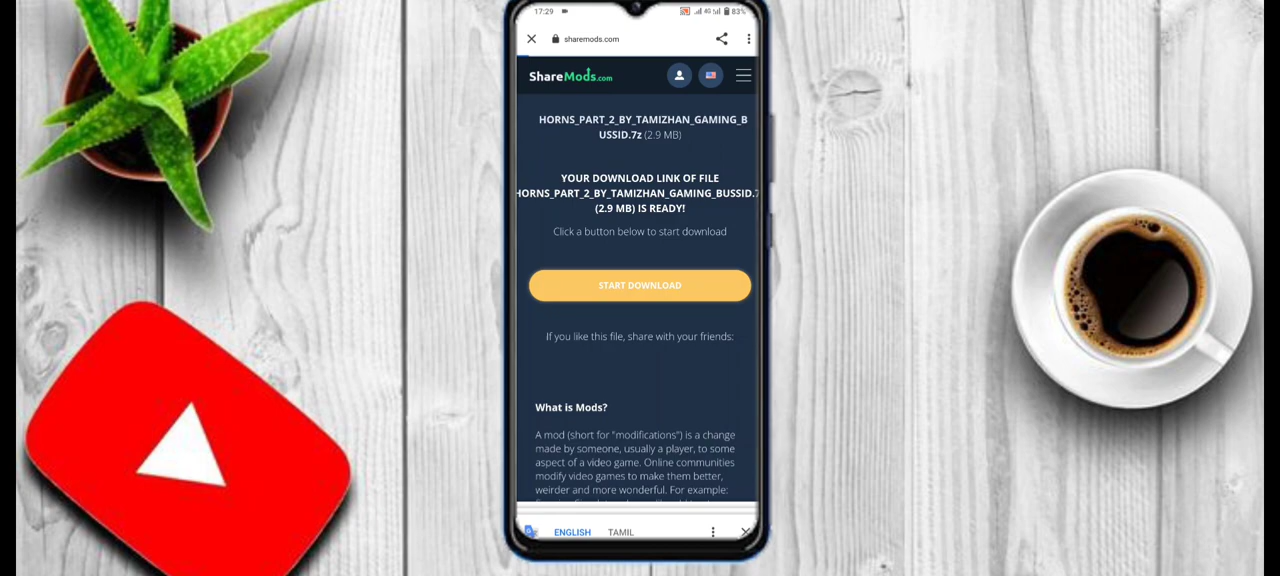 17:29 4G 83%
sharemods.com
ShareMods.com
HORNS_PART_2_BY_TAMIZHAN_GAMING_B
USSID.7z (2.9 MB)
YOUR DOWNLOAD LINK OF FILE
HORNS_PART_2_BY_TAMIZHAN_GAMING_BUSSID.7
(2.9 MB) IS READY!
Click a button below to start download
START DOWNLOAD
If you like this file, share with your friends:
What is Mods?
A mod (short for "modifications") is a change
made by someone, usually a player, to some
aspect of a video game. Online communities
modify video games to make them better,
weirder and more wonderful. For example:
ENGLISH TAMIL